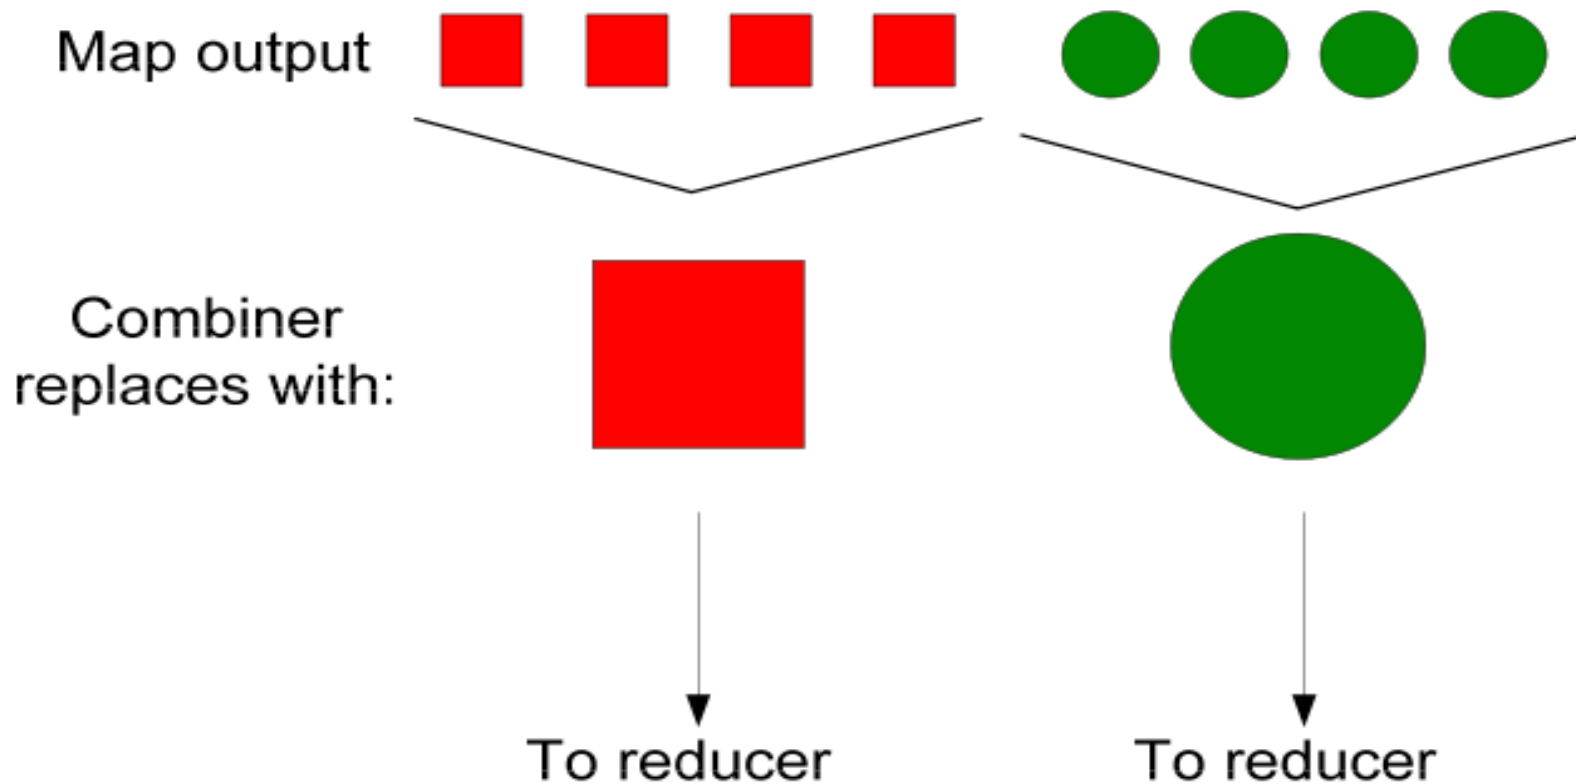 Map output
Combiner
replaces with:
To reducer
To reducer